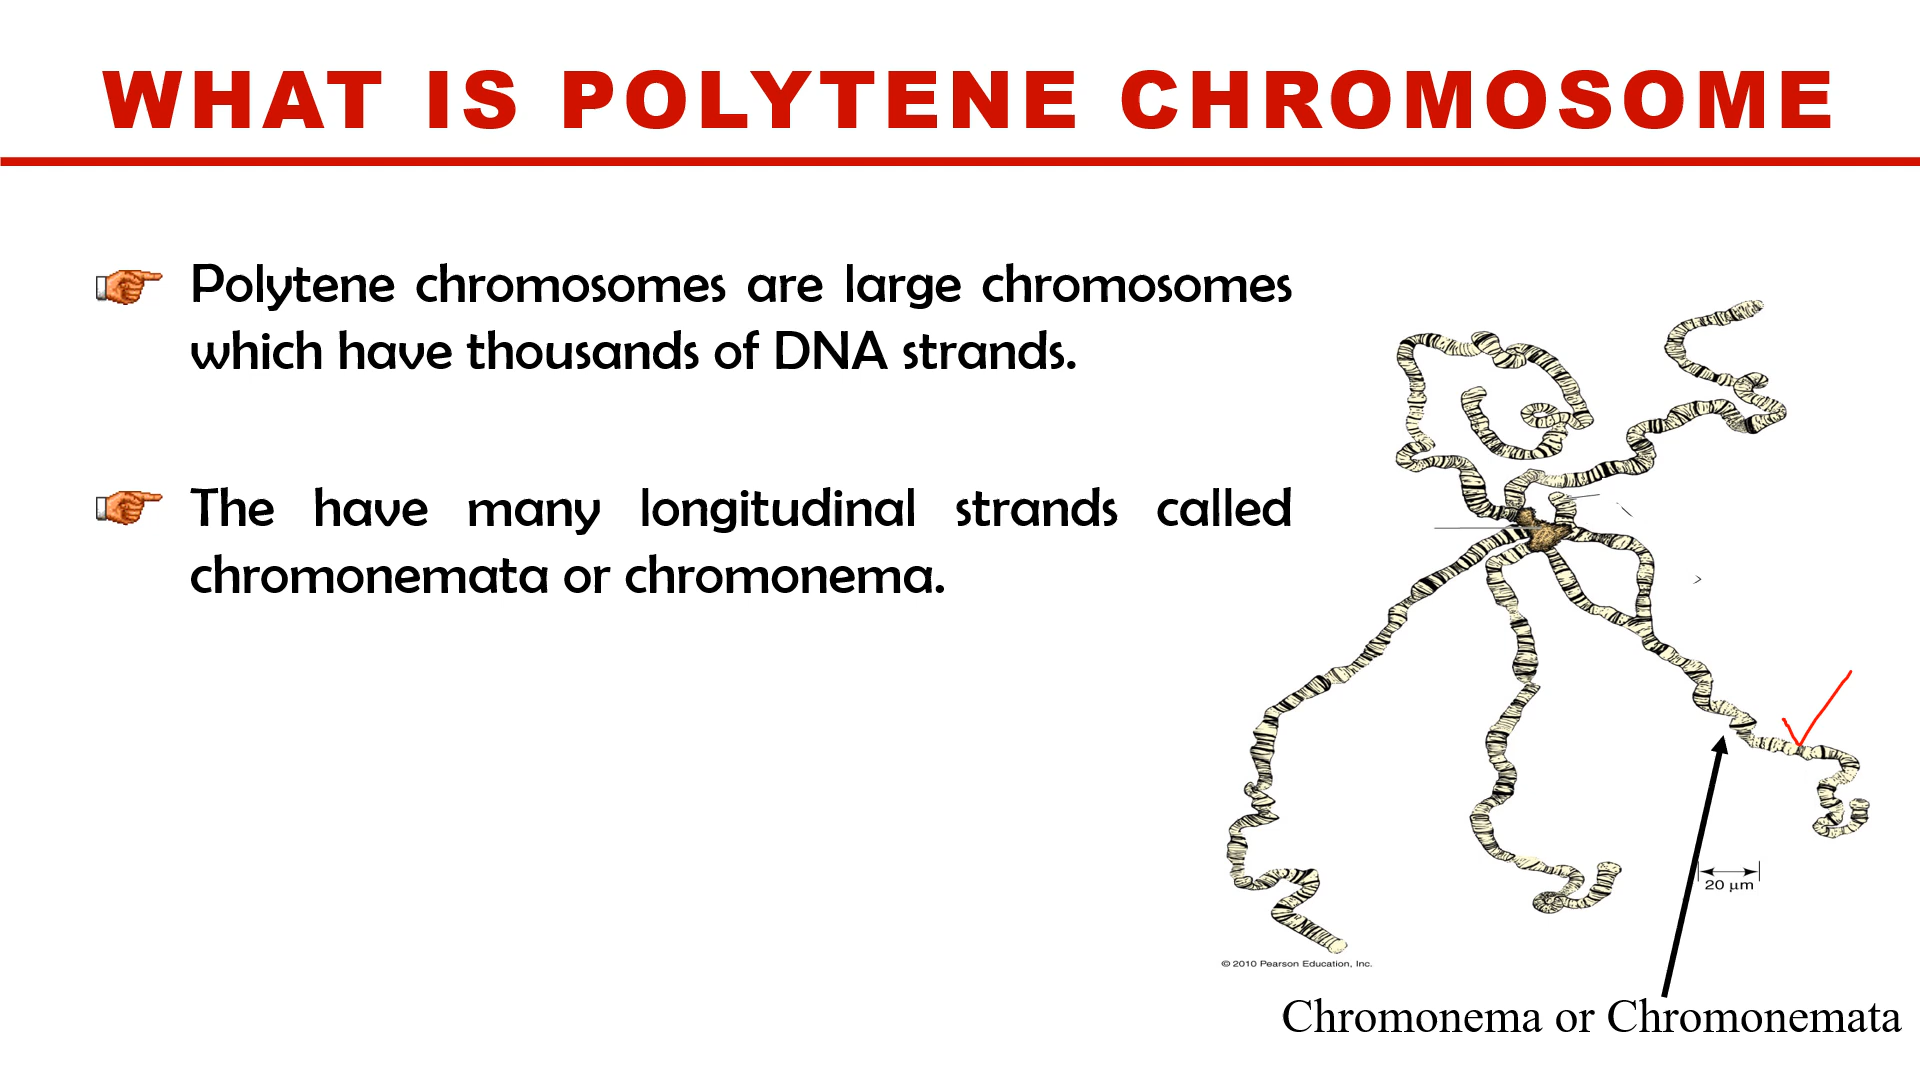 WHAT IS POLYTENE CHROMOSOME
Polytene chromosomes are large chromosomes
which have thousands of DNA strands.
The have many longitudinal strands called
chromonemata or chromonema.
20 μm
© 2010 Pearson Education, Inc.
Chromonema or Chromonemata